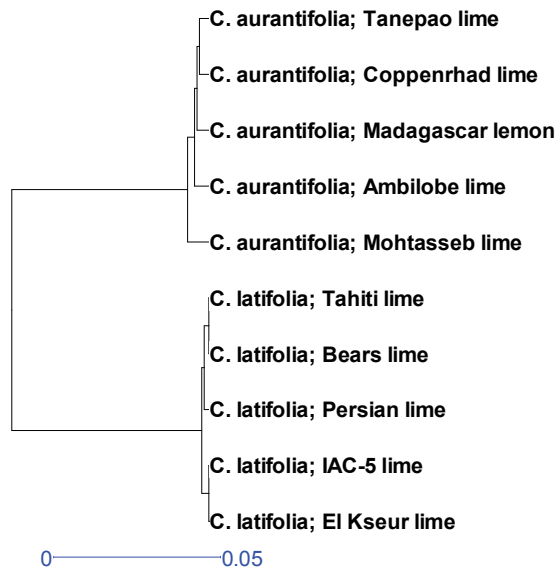 C. aurantifolia; Tanepao lime
C. aurantifolia; Coppenrhad lime
C. aurantifolia; Madagascar lemon
C. aurantifolia; Ambilobe lime
C. aurantifolia; Mohtasseb lime
C. latifolia; Tahiti lime
C. latifolia; Bears lime
C. latifolia; Persian lime
C. latifolia; IAC-5 lime
C. latifolia; El Kseur lime
0 0.05